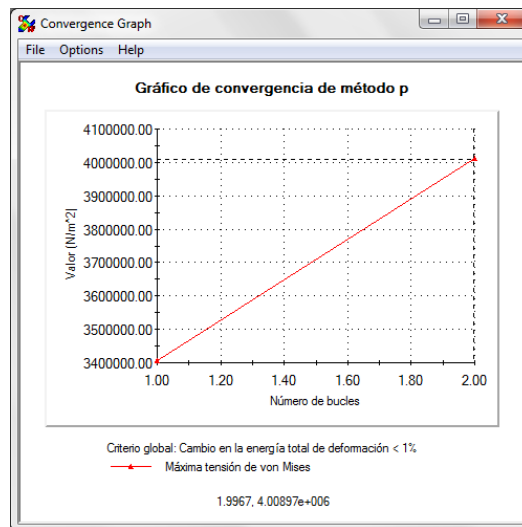 Convergence Graph
File Options Help
Gráfico de convergencia de método p
4100000.00
4000000.00
3900000.00
3800000.00
3700000.00
3600000.00
3500000.00
3400000.00
Valor [N/m^2]
1.00 1.20 1.40 1.60 1.80 2.00
Número de bucles
Criterio global: Cambio en la energía total de deformación < 1%
Máxima tensión de von Mises
1.9967, 4.00897e+006